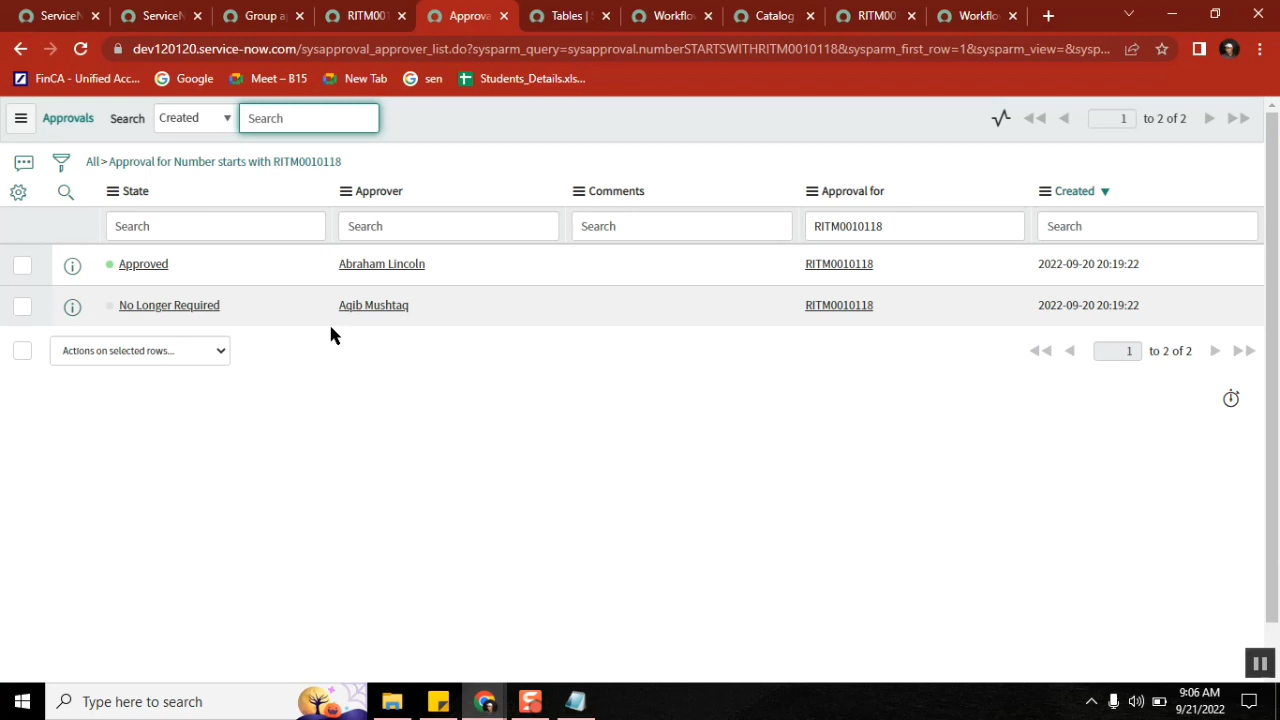 ServiceN
ServiceN
Group a
RITM001
Approva
Tables | S
Workflo
Catalog
RITM00
Workflo
dev120120.service-now.com/sysapproval_approver_list.do?sysparm_query=sysapproval.numberSTARTSWITHRITM0010118&sysparm_first_row=1&sysparm_view=&sysp...
FinCA - Unified Acc...
Google
Meet – B15
New Tab
sen
Students_Details.xls...
Approvals
Search
Created
Search
1 to 2 of 2
All > Approval for Number starts with RITM0010118
State
Approver
Comments
Approval for
Created
Search
Search
Search
RITM0010118
Search
Approved
Abraham Lincoln
RITM0010118
2022-09-20 20:19:22
No Longer Required
Aqib Mushtaq
RITM0010118
2022-09-20 20:19:22
Actions on selected rows...
1 to 2 of 2
Type here to search
9:06 AM
9/21/2022